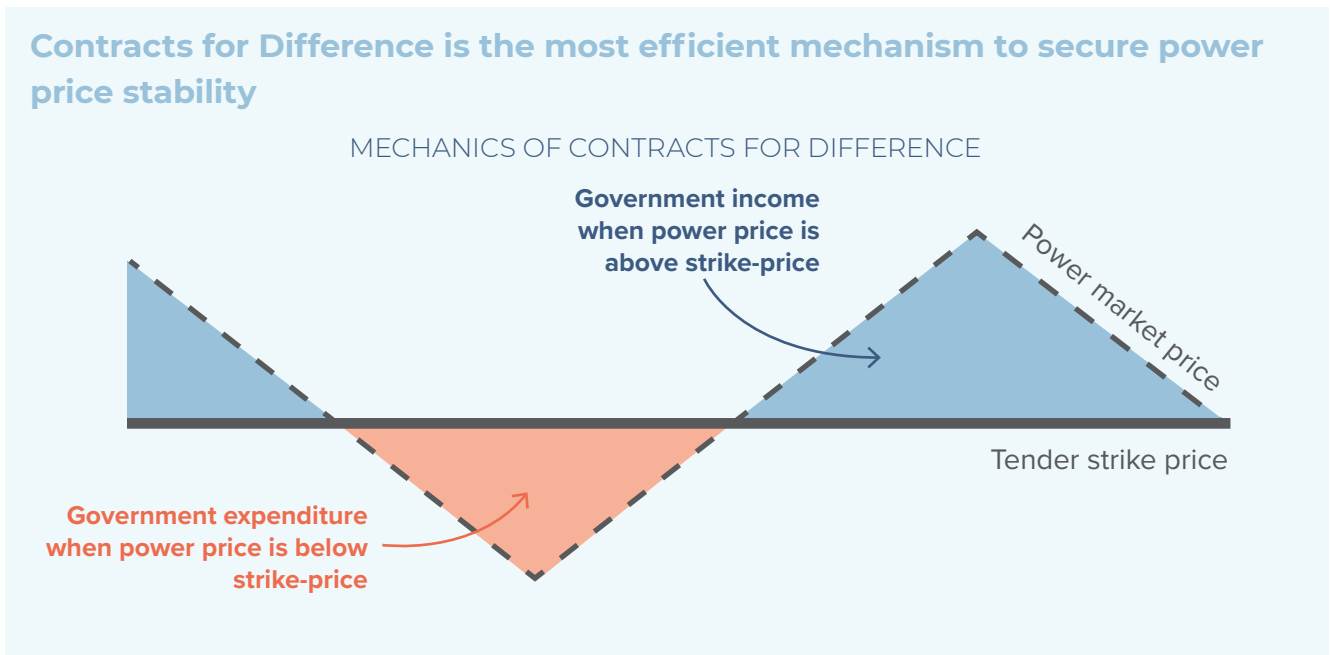 Contracts for Difference is the most efficient mechanism to secure power
price stability
MECHANICS OF CONTRACTS FOR DIFFERENCE
Government income
when power price is
above strike-price
Power market price
Tender strike price
Government expenditure
when power price is below
strike-price